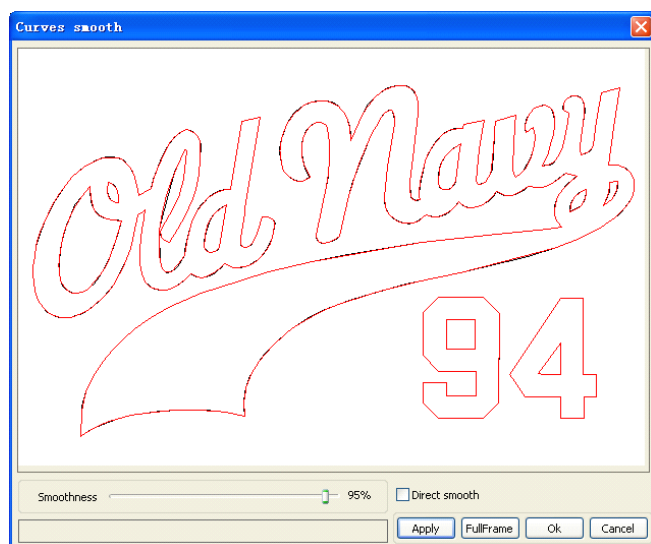 Curves smooth
Old Navy
94
Smoothness 95% Direct smooth
Apply FullFrame Ok Cancel